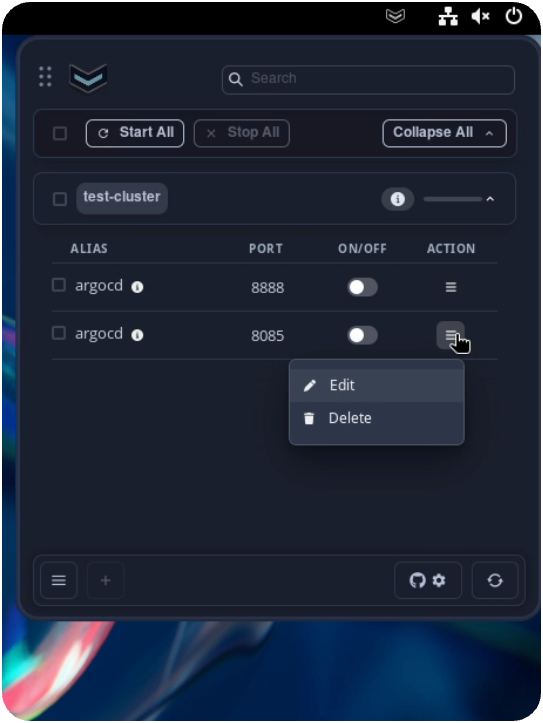 Search
Start All Stop All Collapse All
test-cluster
ALIAS PORT ON/OFF ACTION
argocd 8888
argocd 8085
Edit
Delete